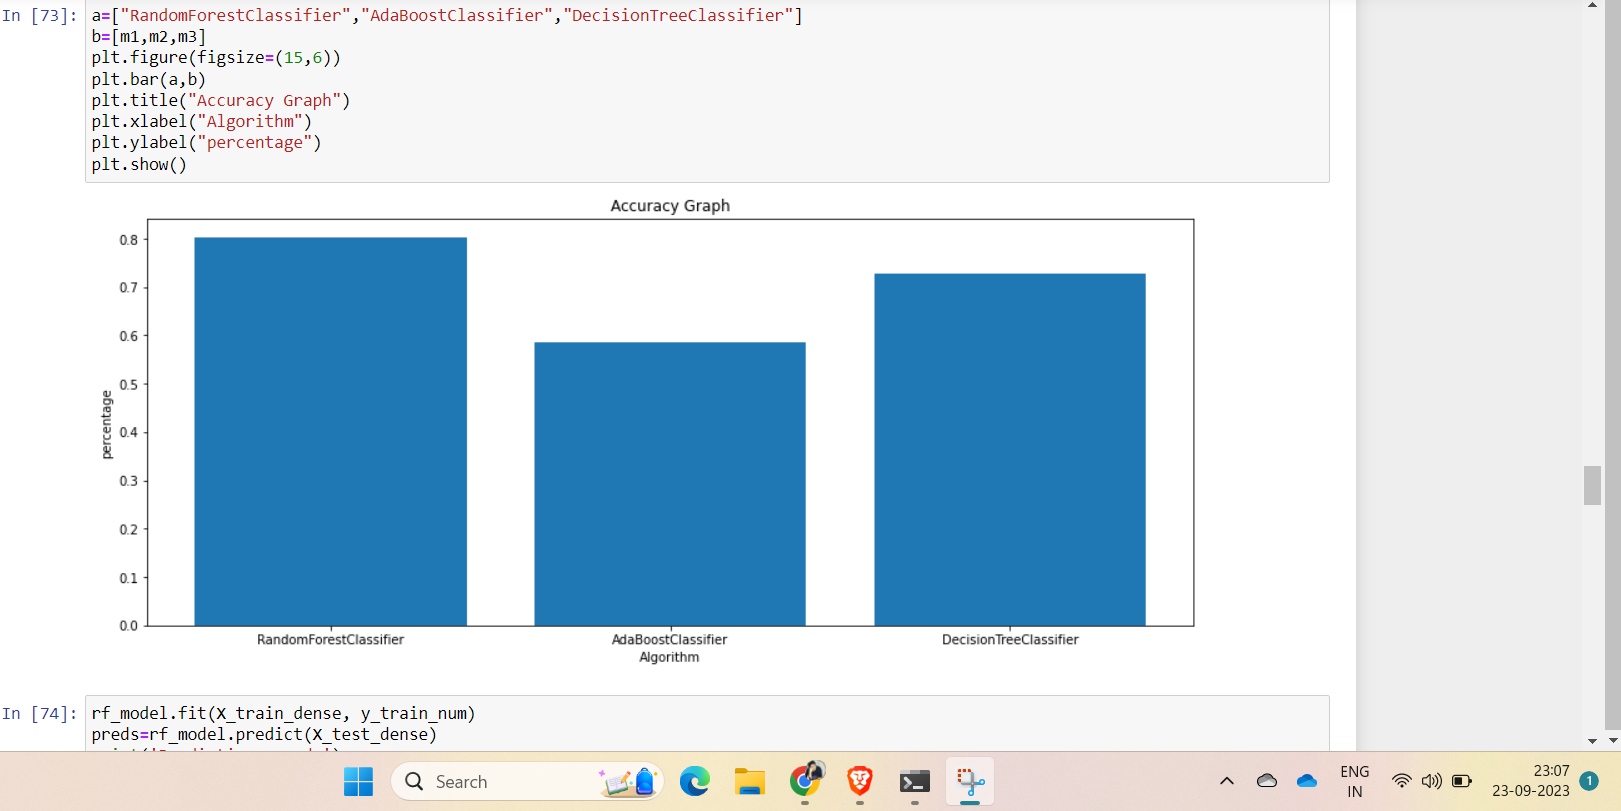 In [73]:
a=["RandomForestClassifier","AdaBoostClassifier","DecisionTreeClassifier"]
b=[m1,m2,m3]
plt.figure(figsize=(15,6))
plt.bar(a,b)
plt.title("Accuracy Graph")
plt.xlabel("Algorithm")
plt.ylabel("percentage")
plt.show()
Accuracy Graph
0.8
0.7
0.6
0.5
0.4
0.3
0.2
0.1
0.0
percentage
RandomForestClassifier
AdaBoostClassifier
DecisionTreeClassifier
Algorithm
In [74]:
rf_model.fit(X_train_dense, y_train_num)
preds=rf_model.predict(X_test_dense)
Search
ENG
IN
23:07
23-09-2023
1